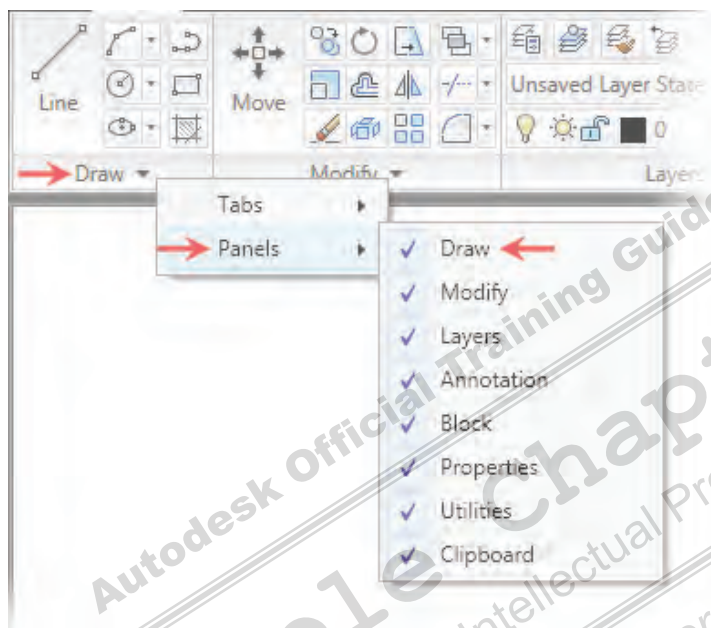 Line
Move
Unsaved Layer State
0
Draw
Modify
Layers
Tabs
Panels
Draw
Modify
Layers
Annotation
Block
Properties
Utilities
Clipboard
Autodesk Official Training Guide